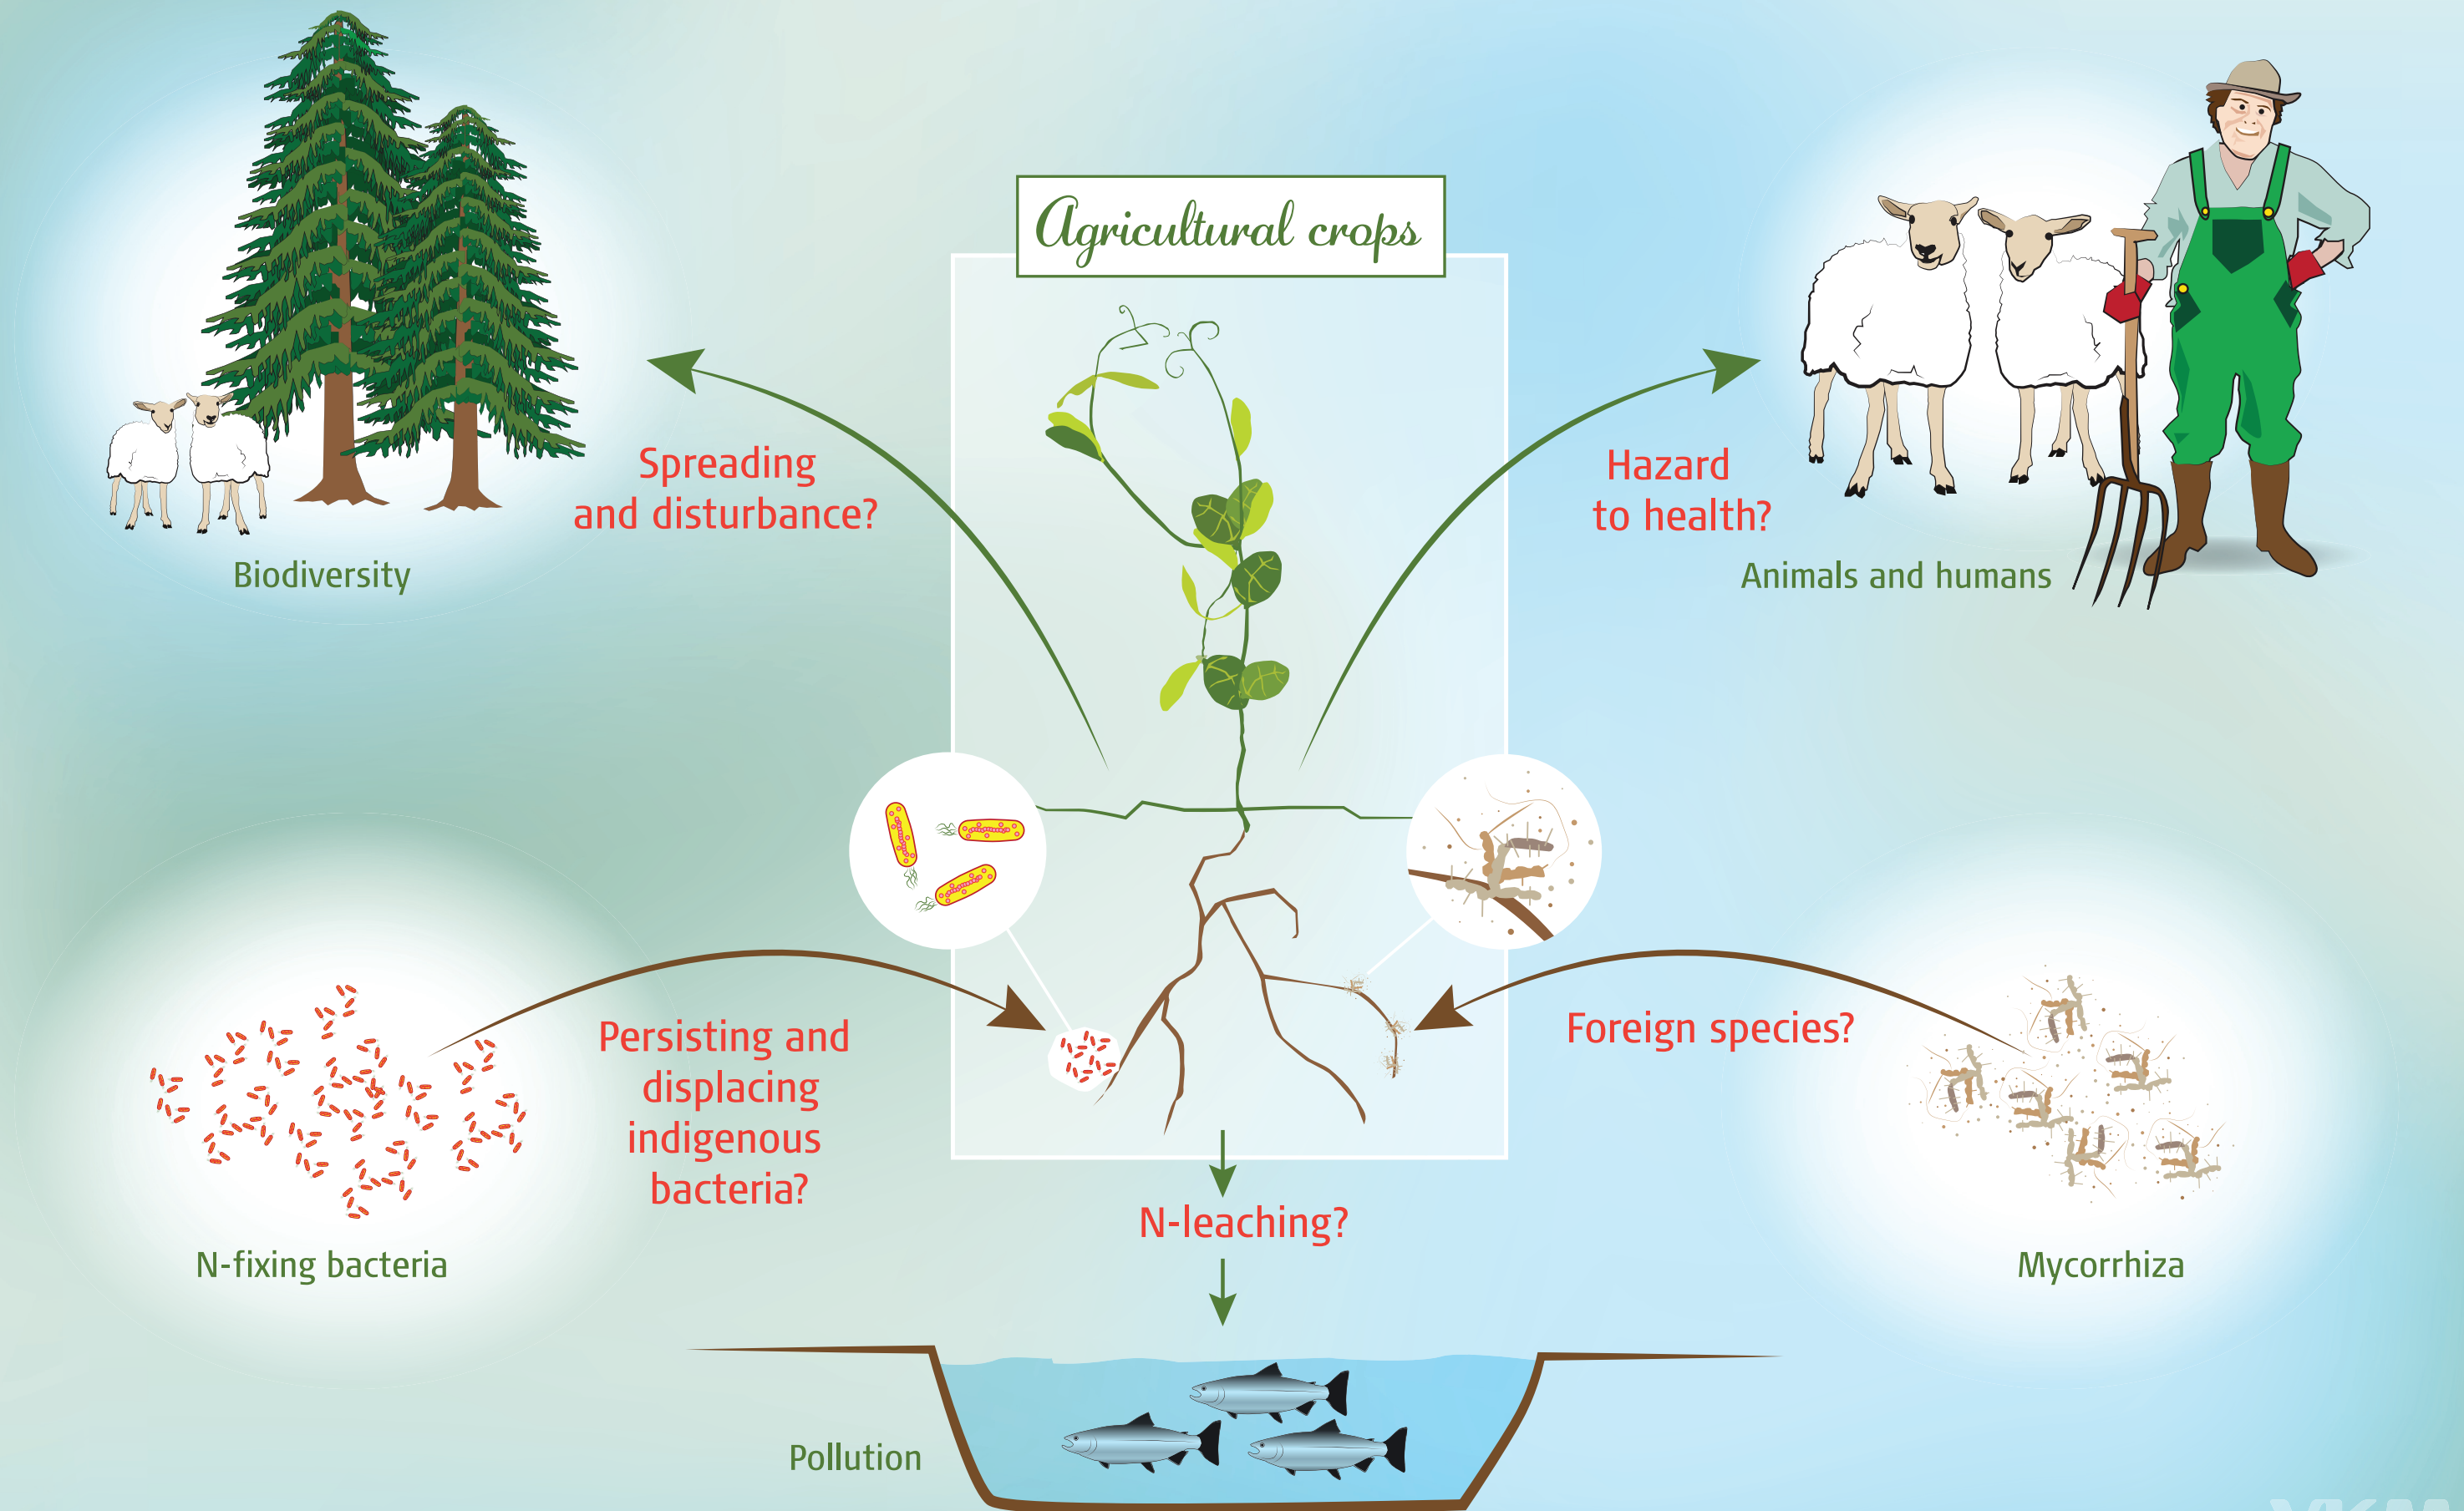 Agricultural crops
Spreading
and disturbance?
Hazard
to health?
Biodiversity
Animals and humans
Persisting and
displacing
indigenous
bacteria?
Foreign species?
N-leaching?
N-fixing bacteria
Mycorrhiza
Pollution